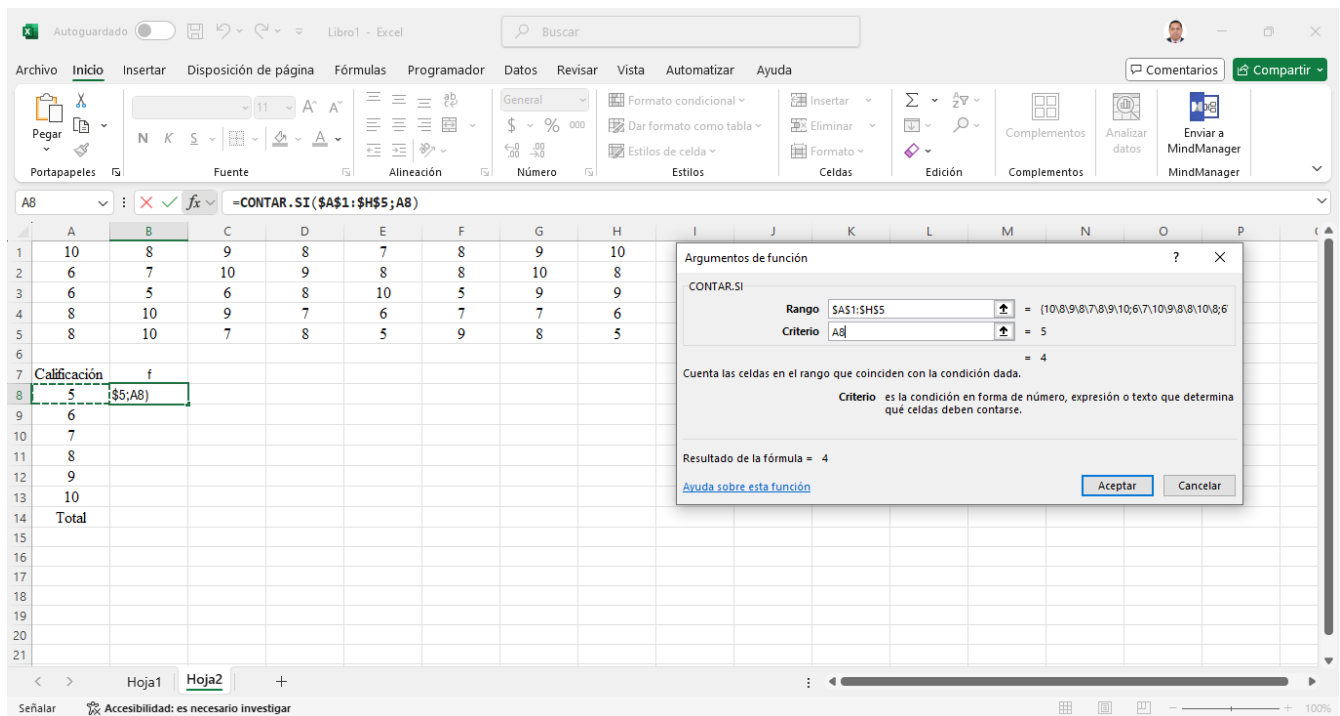 Autoguardado Libro1 - Excel Buscar
Archivo Inicio Insertar Disposición de página Fórmulas Programador Datos Revisar Vista Automatizar Ayuda Comentarios Compartir
Pegar
Portapapeles
11 A^ A˅
N K S A
Fuente
ab
Alineación
General
$ % 000
Número
Formato condicional
Dar formato como tabla
Estilos de celda
Estilos
Insertar
Eliminar
Formato
Celdas
Edición
Complementos
Complementos
Analizar
datos
Enviar a
MindManager
MindManager
A8 fx =CONTAR.SI($A$1:$H$5;A8)
A B C D E F G H I J K L M N O P
1 10 8 9 8 7 8 9 10
2 6 7 10 9 8 8 10 8
3 6 5 6 8 10 5 9 9
4 8 10 9 7 6 7 7 6
5 8 10 7 8 5 9 8 5
6
7 Calificación f
8 5 $5;A8)
9 6
10 7
11 8
12 9
13 10
14 Total
15
16
17
18
19
20
21
Argumentos de función ? ×
CONTAR.SI
Rango $A$1:$H$5 = {10\8\9\8\7\8\9\10;6\7\10\9\8\8\10\8;6
Criterio A8 = 5
= 4
Cuenta las celdas en el rango que coinciden con la condición dada.
Criterio es la condición en forma de número, expresión o texto que determina
qué celdas deben contarse.
Resultado de la fórmula = 4
Ayuda sobre esta función Aceptar Cancelar
Hoja1 Hoja2 +
Señalar Accesibilidad: es necesario investigar 100%